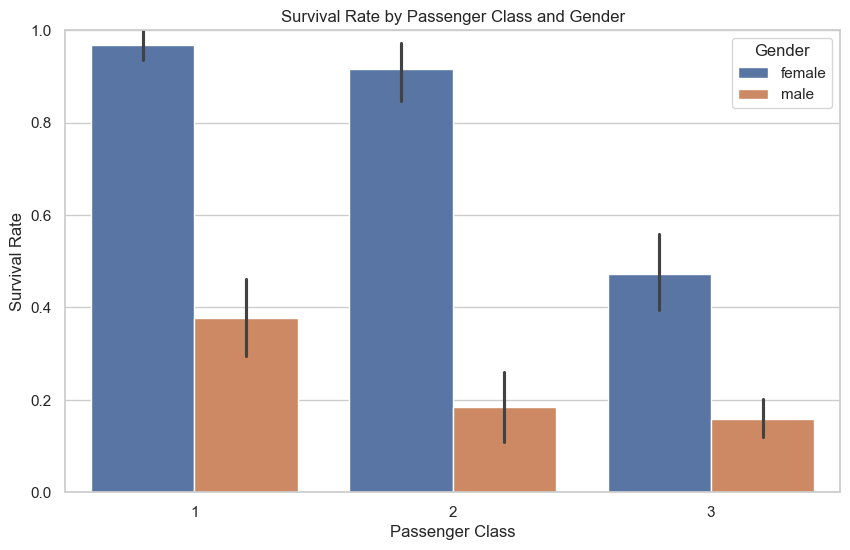 Survival Rate by Passenger Class and Gender
Gender
female
male
Survival Rate
1.0
0.8
0.6
0.4
0.2
0.0
1
2
3
Passenger Class